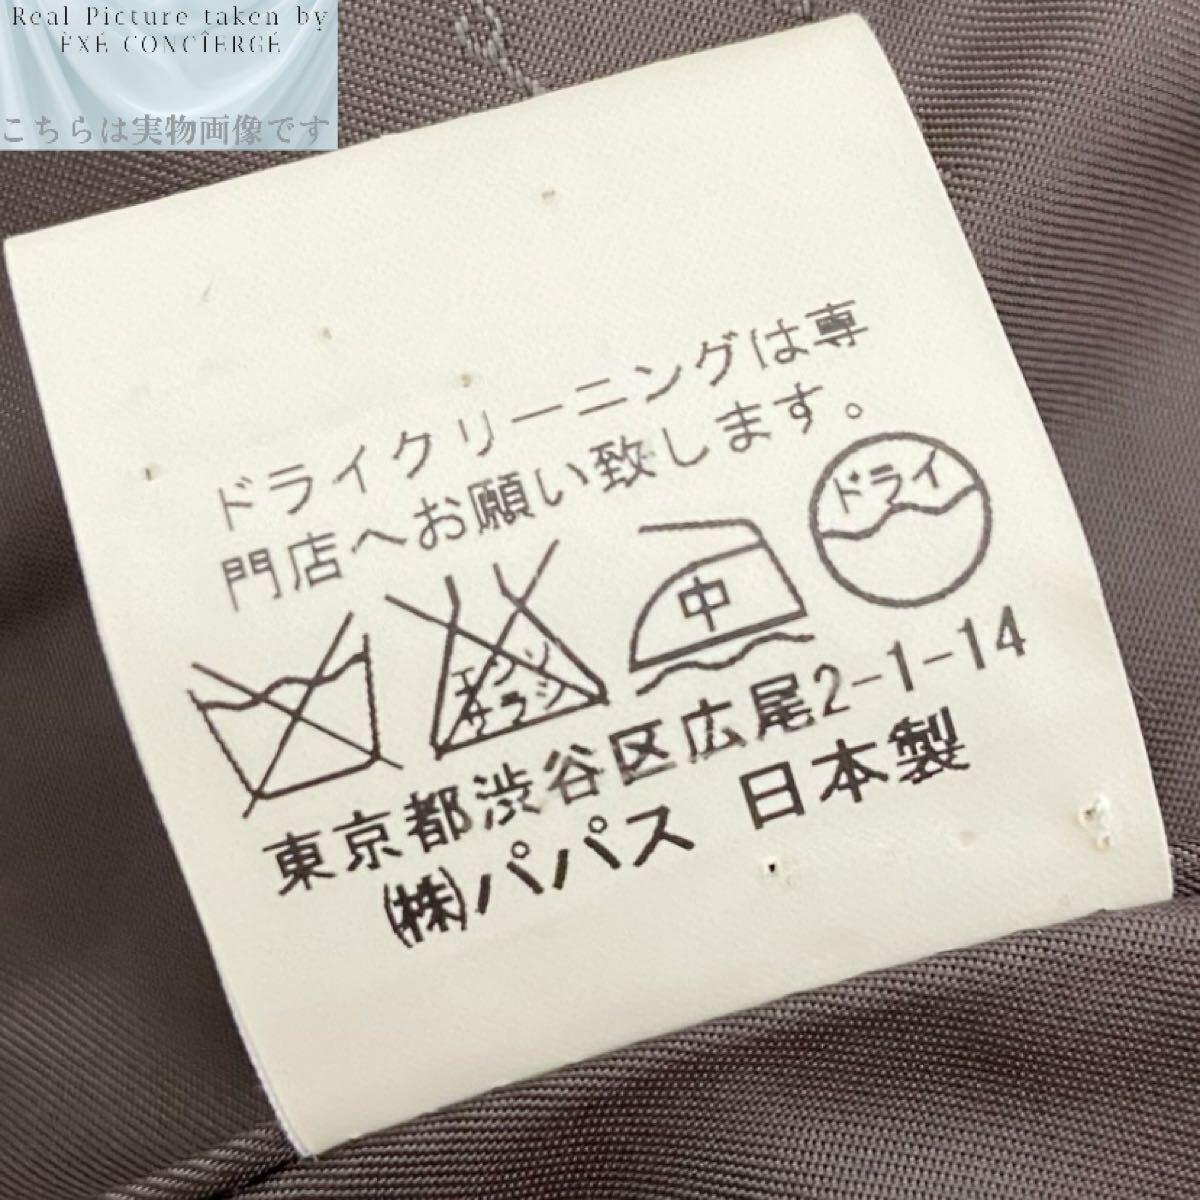 Real Picture taken by
ÈXÉ CONCÎERGÉ
こちらは実物画像です
ドライクリーニングは専
門店へお願い致します。
ドライ
中
エンソ
サラシ
東京都渋谷区広尾2-1-14
㈱パパス 日本製